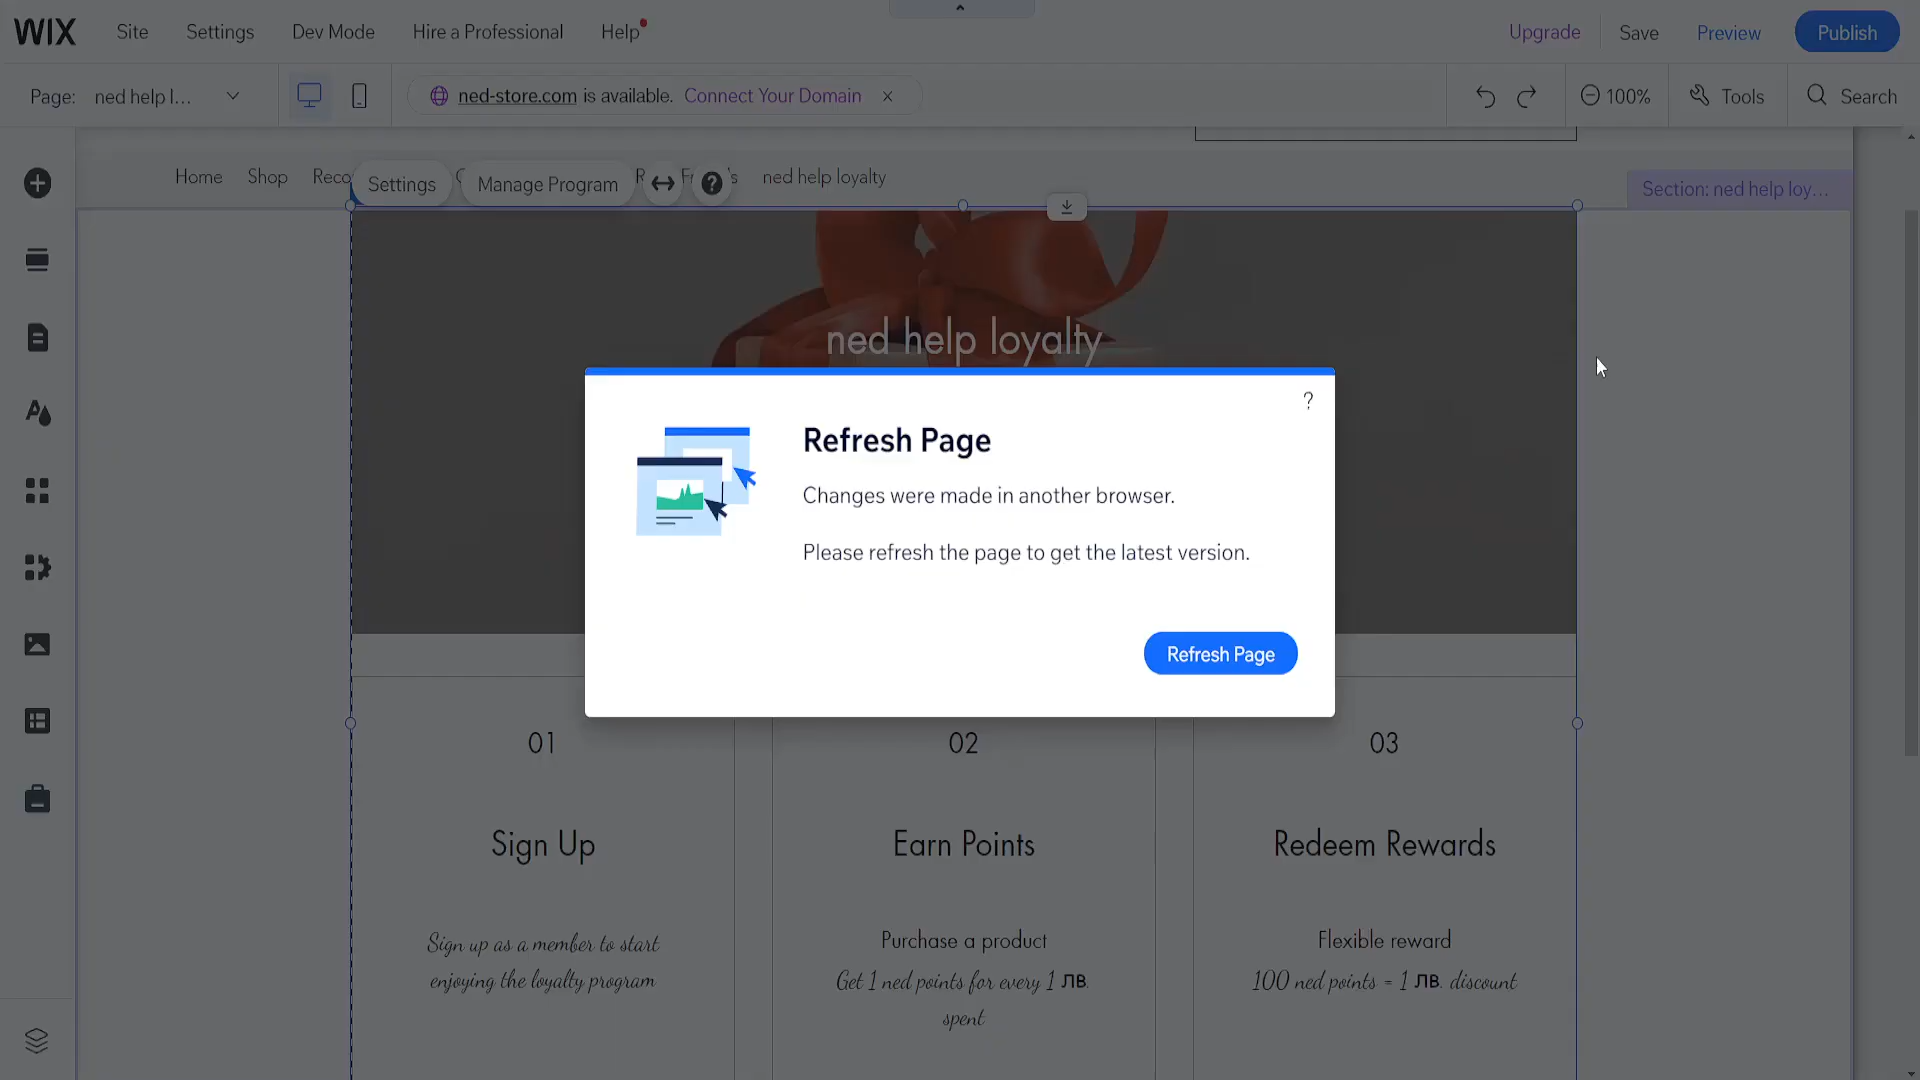 WIX Site Settings Dev Mode Hire a Professional Help Upgrade Save Preview Publish
Page: ned help l... ned-store.com is available. Connect Your Domain 100% Tools Search
Home Shop Settings Manage Program ned help loyalty
Section: ned help loy...
ned help loyalty
?
Refresh Page
Changes were made in another browser.
Please refresh the page to get the latest version.
Refresh Page
01
Sign Up
Sign up as a member to start
enjoying the loyalty program
02
Earn Points
Purchase a product
Get 1 ned points for every 1 лв.
spent
03
Redeem Rewards
Flexible reward
100 ned points = 1 лв. discount